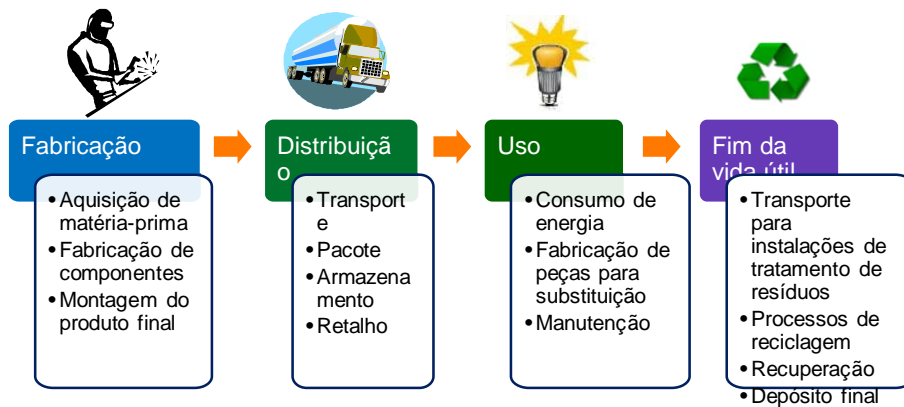 Fabricação
• Aquisição de
matéria-prima
• Fabricação de
componentes
• Montagem do
produto final
Distribuiçã
o
• Transport
e
• Pacote
• Armazena
mento
• Retalho
Uso
• Consumo de
energia
• Fabricação de
peças para
substituição
• Manutenção
Fim da
vida útil
• Transporte
para
instalações de
tratamento de
resíduos
• Processos de
reciclagem
• Recuperação
• Depósito final